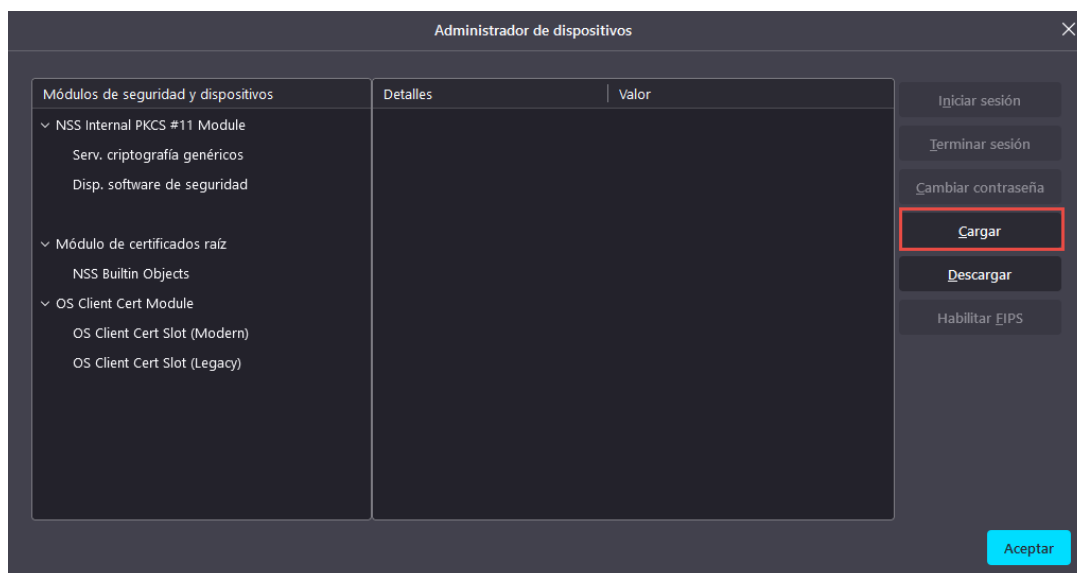 Administrador de dispositivos
Módulos de seguridad y dispositivos
NSS Internal PKCS #11 Module
Serv. criptografía genéricos
Disp. software de seguridad
Módulo de certificados raíz
NSS Builtin Objects
OS Client Cert Module
OS Client Cert Slot (Modern)
OS Client Cert Slot (Legacy)
Detalles
Valor
Iniciar sesión
Terminar sesión
Cambiar contraseña
Cargar
Descargar
Habilitar FIPS
Aceptar